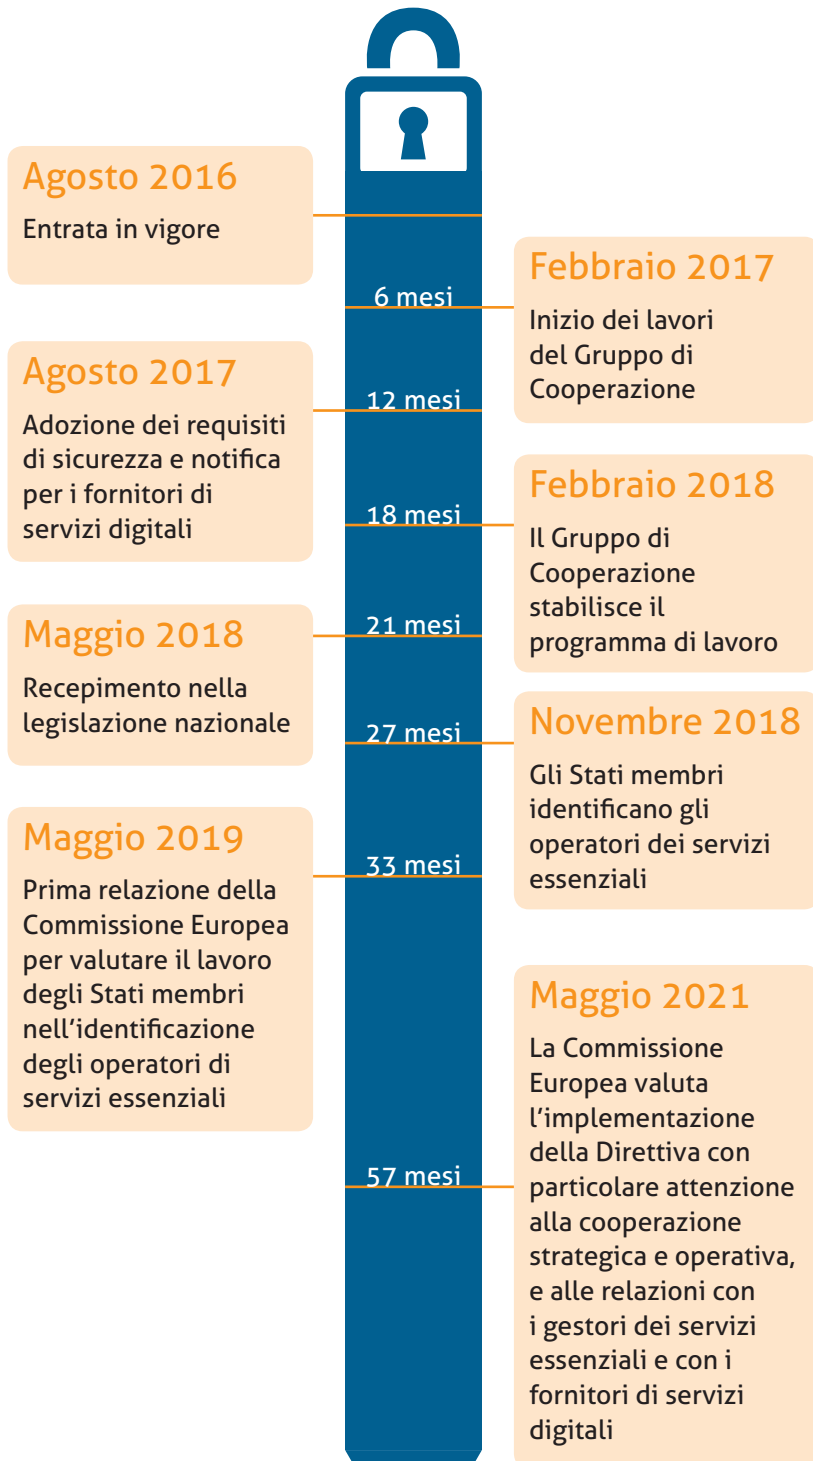 Agosto 2016
Entrata in vigore
6 mesi
Febbraio 2017
Inizio dei lavori
del Gruppo di
Cooperazione
12 mesi
Agosto 2017
Adozione dei requisiti
di sicurezza e notifica
per i fornitori di
servizi digitali
18 mesi
Febbraio 2018
Il Gruppo di
Cooperazione
stabilisce il
programma di lavoro
21 mesi
Maggio 2018
Recepimento nella
legislazione nazionale
27 mesi
Novembre 2018
Gli Stati membri
identificano gli
operatori dei servizi
essenziali
33 mesi
Maggio 2019
Prima relazione della
Commissione Europea
per valutare il lavoro
degli Stati membri
nell'identificazione
degli operatori di
servizi essenziali
57 mesi
Maggio 2021
La Commissione
Europea valuta
l'implementazione
della Direttiva con
particolare attenzione
alla cooperazione
strategica e operativa,
e alle relazioni con
i gestori dei servizi
essenziali e con i
fornitori di servizi
digitali